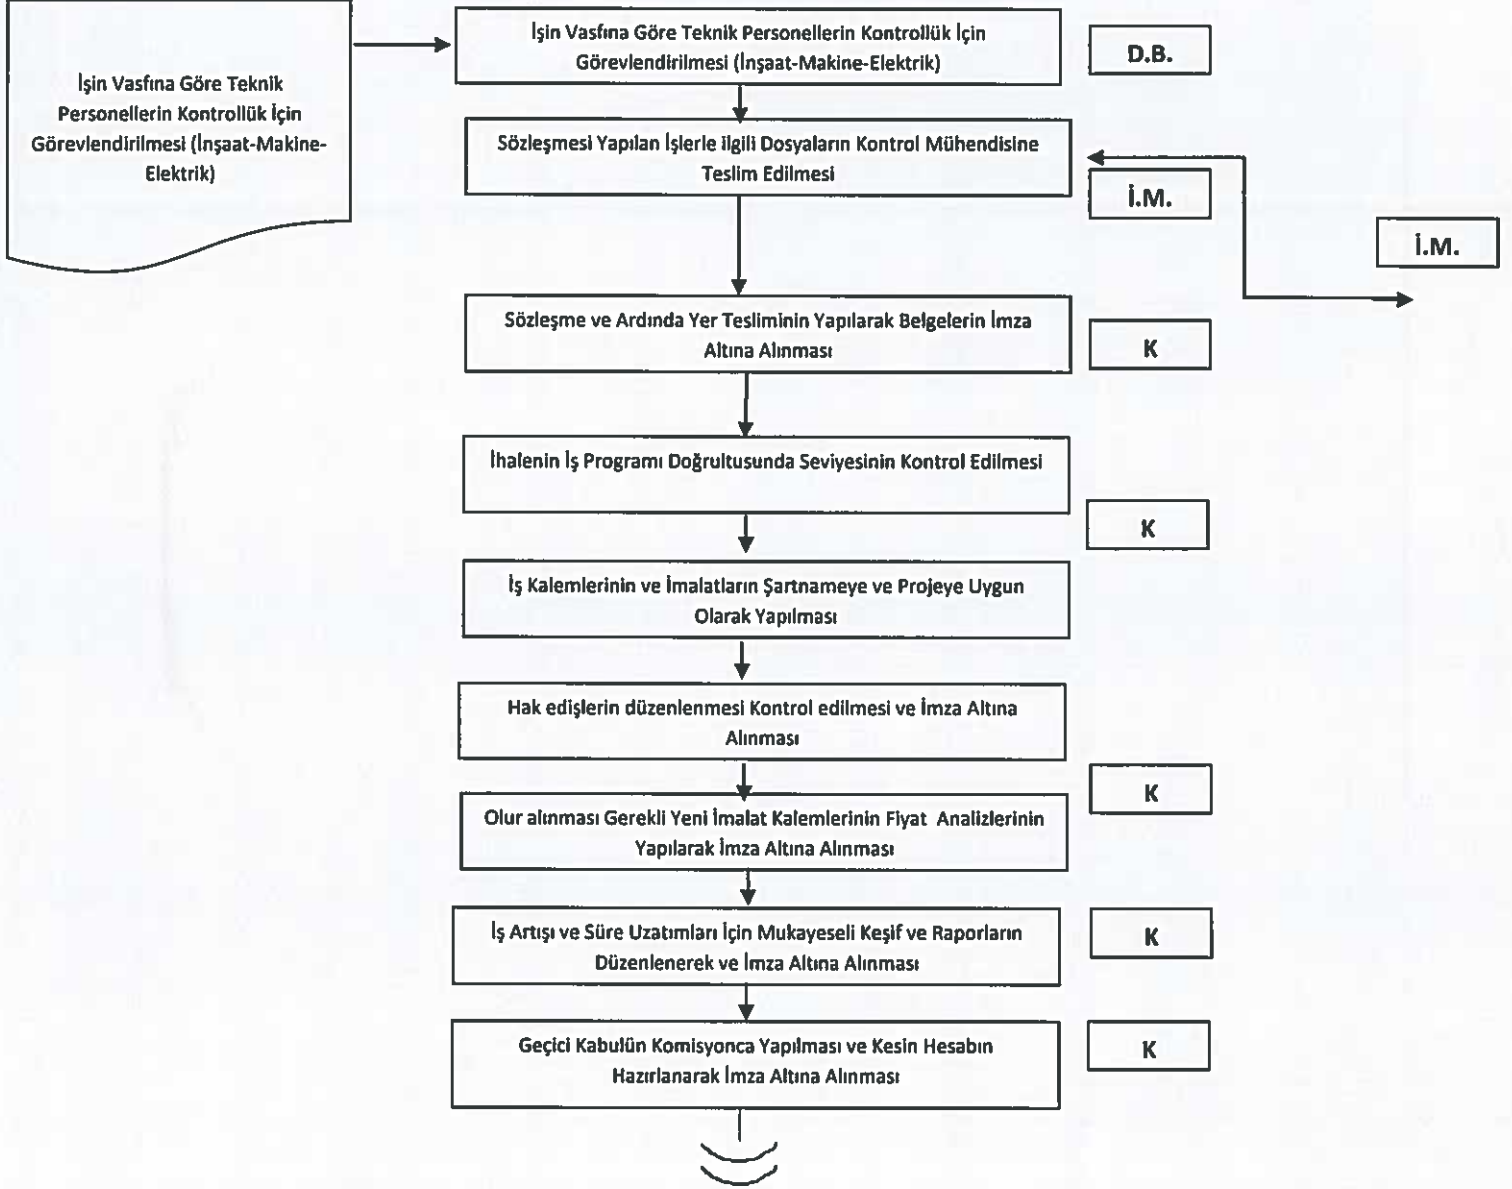 İşin Vasfına Göre Teknik
Personellerin Kontrollük İçin
Görevlendirilmesi (İnşaat-Makine-
Elektrik)
İşin Vasfına Göre Teknik Personellerin Kontrollük İçin
Görevlendirilmesi (İnşaat-Makine-Elektrik)
D.B.
Sözleşmesi Yapılan İşlerle ilgili Dosyaların Kontrol Mühendisine
Teslim Edilmesi
İ.M.
İ.M.
Sözleşme ve Ardında Yer Tesliminin Yapılarak Belgelerin İmza
Altına Alınması
K
İhalenin İş Programı Doğrultusunda Seviyesinin Kontrol Edilmesi
K
İş Kalemlerinin ve İmalatların Şartnameye ve Projeye Uygun
Olarak Yapılması
Hak edişlerin düzenlenmesi Kontrol edilmesi ve İmza Altına
Alınması
K
Olur alınması Gerekli Yeni İmalat Kalemlerinin Fiyat Analizlerinin
Yapılarak İmza Altına Alınması
İş Artışı ve Süre Uzatımları İçin Mukayeseli Keşif ve Raporların
Düzenlenerek ve İmza Altına Alınması
K
Geçici Kabulün Komisyonca Yapılması ve Kesin Hesabın
Hazırlanarak İmza Altına Alınması
K